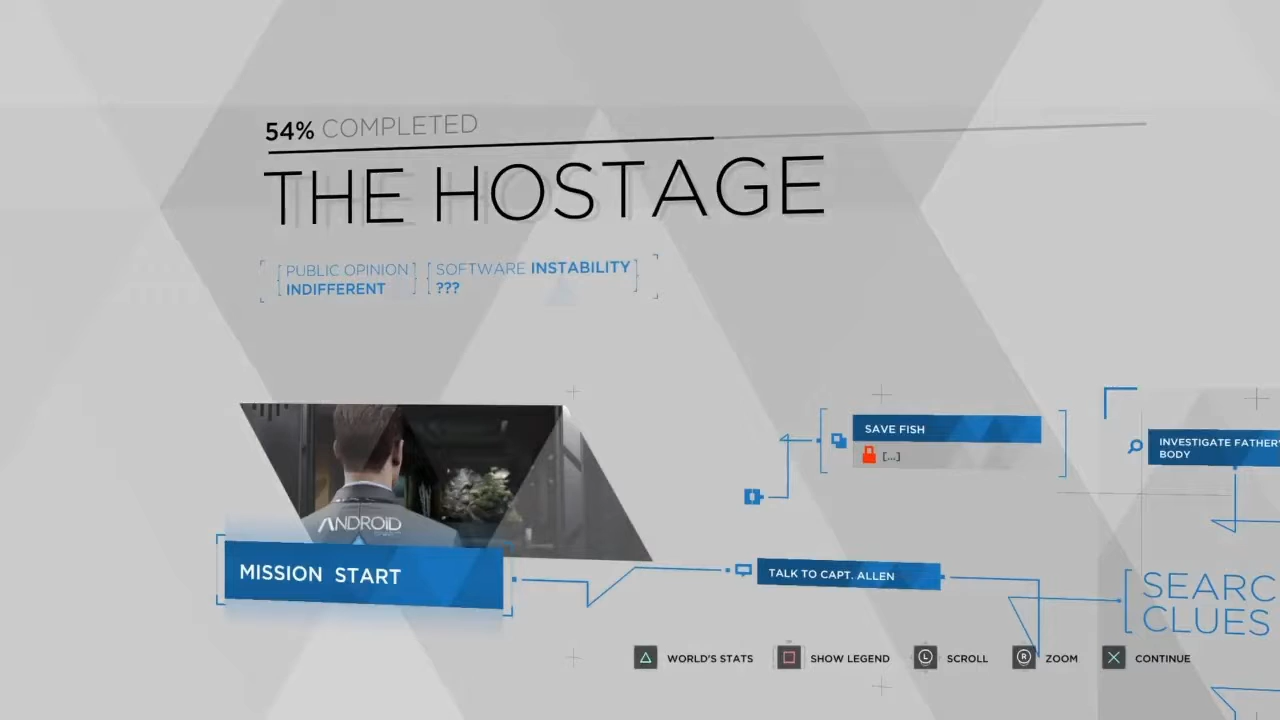 54% COMPLETED
THE HOSTAGE
PUBLIC OPINION
INDIFFERENT
SOFTWARE INSTABILITY
???
SAVE FISH
[...]
INVESTIGATE FATHER'
BODY
ANDROID
MISSION START
TALK TO CAPT. ALLEN
SEARC
CLUES
WORLD'S STATS
SHOW LEGEND
L SCROLL
R ZOOM
CONTINUE